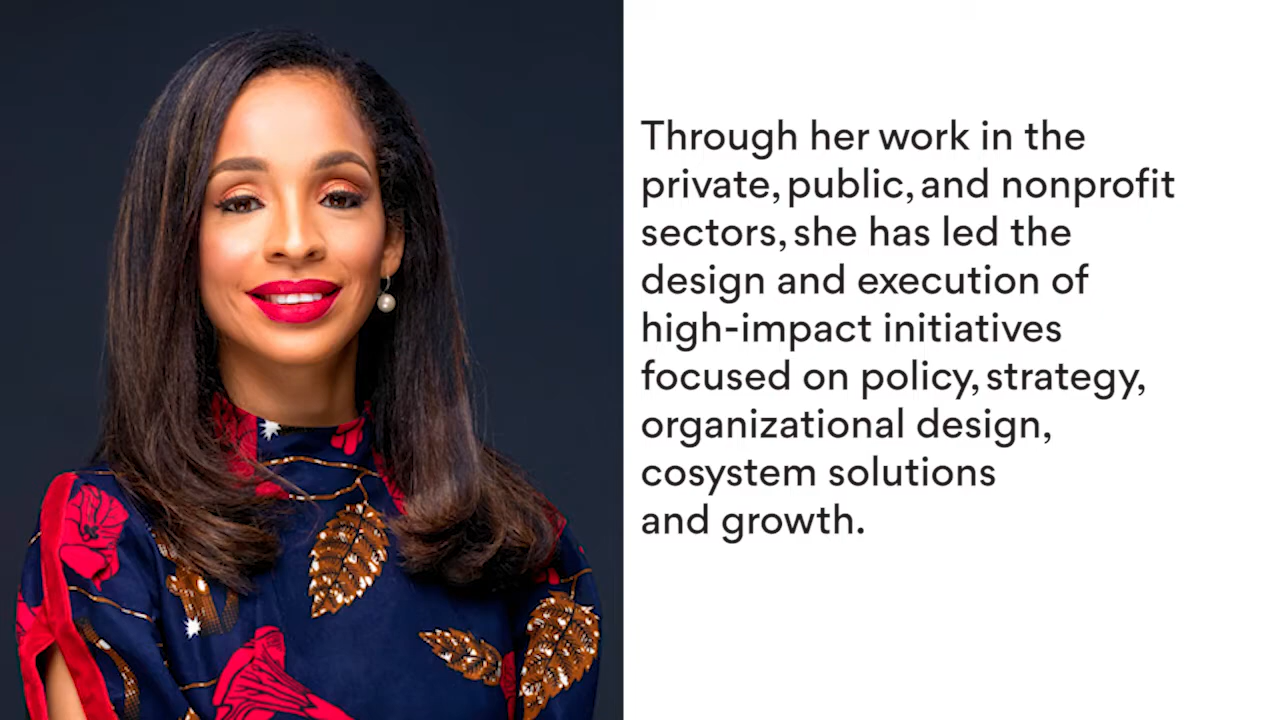 Through her work in the
private, public, and nonprofit
sectors, she has led the
design and execution of
high-impact initiatives
focused on policy, strategy,
organizational design,
cosystem solutions
and growth.